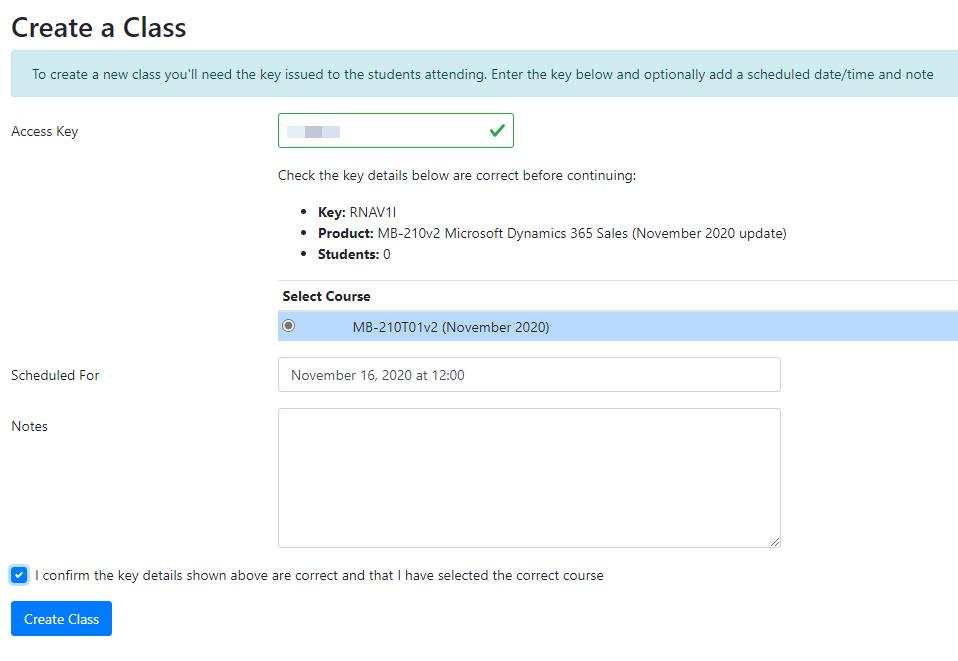 Create a Class
To create a new class you'll need the key issued to the students attending. Enter the key below and optionally add a scheduled date/time and note
Access Key
Check the key details below are correct before continuing:
Key: RNAV1I
Product: MB-210v2 Microsoft Dynamics 365 Sales (November 2020 update)
Students: 0
Select Course
MB-210T01v2 (November 2020)
Scheduled For
November 16, 2020 at 12:00
Notes
I confirm the key details shown above are correct and that I have selected the correct course
Create Class